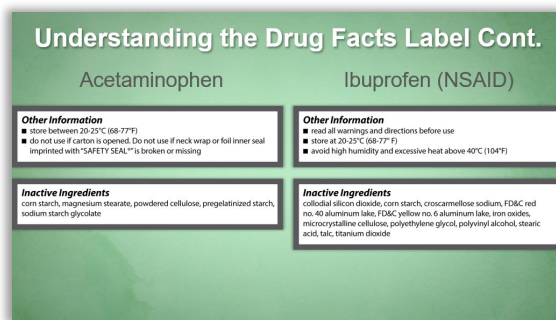 Understanding the Drug Facts Label Cont.
Acetaminophen
Other Information
■ store between 20-25°C (68-77°F)
■ do not use if carton is opened. Do not use if neck wrap or foil inner seal
imprinted with "SAFETY SEAL®" is broken or missing
Inactive Ingredients
corn starch, magnesium stearate, powdered cellulose, pregelatinized starch,
sodium starch glycolate
Ibuprofen (NSAID)
Other Information
■ read all warnings and directions before use
■ store at 20-25°C (68-77° F)
■ avoid high humidity and excessive heat above 40°C (104°F)
Inactive Ingredients
collodial silicon dioxide, corn starch, croscarmellose sodium, FD&C red
no. 40 aluminum lake, FD&C yellow no. 6 aluminum lake, iron oxides,
microcrystalline cellulose, polyethylene glycol, polyvinyl alcohol, stearic
acid, talc, titanium dioxide